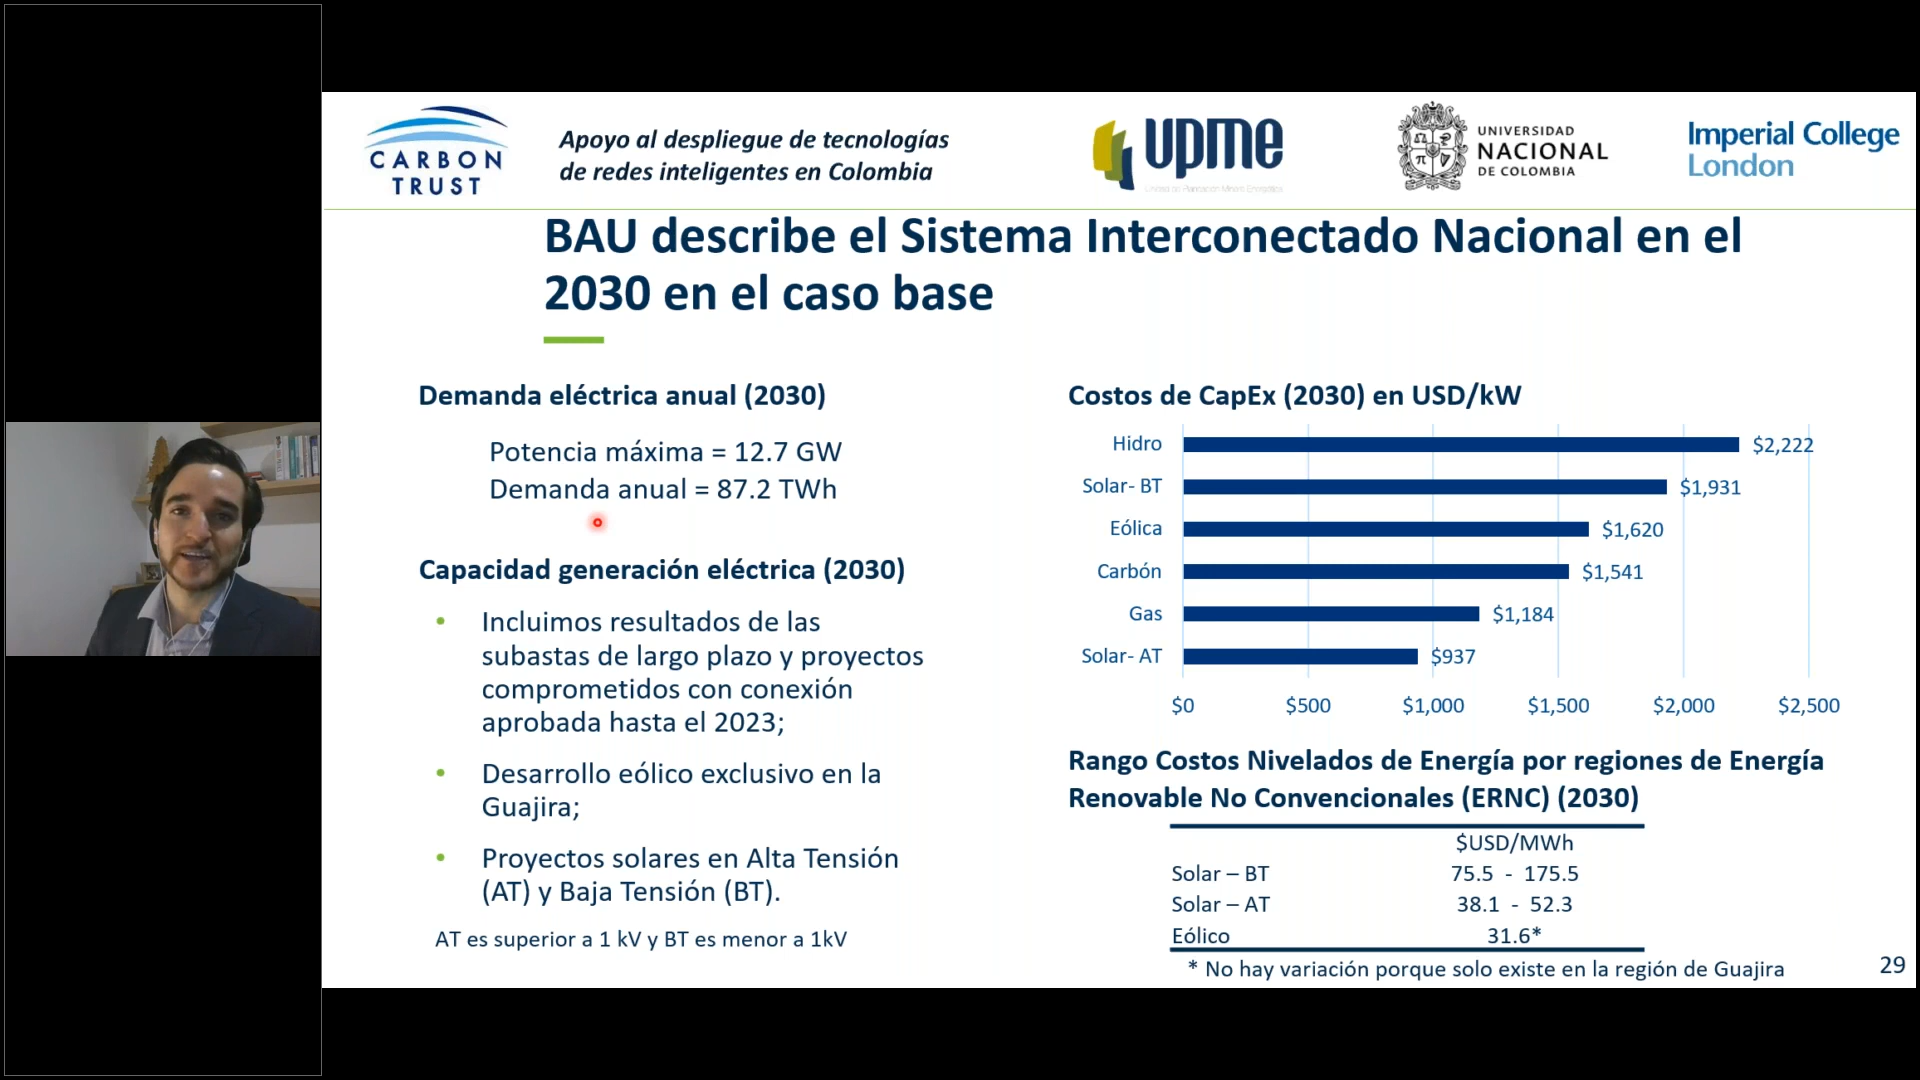 CARBON
TRUST
Apoyo al despliegue de tecnologías
de redes inteligentes en Colombia
upme
Unidad de Planeación Minero Energética
UNIVERSIDAD
NACIONAL
DE COLOMBIA
Imperial College
London
BAU describe el Sistema Interconectado Nacional en el
2030 en el caso base
Demanda eléctrica anual (2030)
Potencia máxima = 12.7 GW
Demanda anual = 87.2 TWh
Capacidad generación eléctrica (2030)
• Incluimos resultados de las
subastas de largo plazo y proyectos
comprometidos con conexión
aprobada hasta el 2023;
• Desarrollo eólico exclusivo en la
Guajira;
• Proyectos solares en Alta Tensión
(AT) y Baja Tensión (BT).
AT es superior a 1 kV y BT es menor a 1kV
Costos de CapEx (2030) en USD/kW
Hidro $2,222
Solar- BT $1,931
Eólica $1,620
Carbón $1,541
Gas $1,184
Solar- AT $937
$0 $500 $1,000 $1,500 $2,000 $2,500
Rango Costos Nivelados de Energía por regiones de Energía
Renovable No Convencionales (ERNC) (2030)
$USD/MWh
Solar – BT 75.5 - 175.5
Solar – AT 38.1 - 52.3
Eólico 31.6*
* No hay variación porque solo existe en la región de Guajira
29